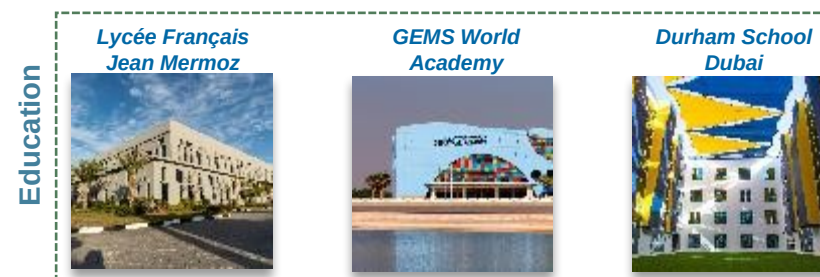 Education
Lycée Français
Jean Mermoz
GEMS World
Academy
Durham School
Dubai